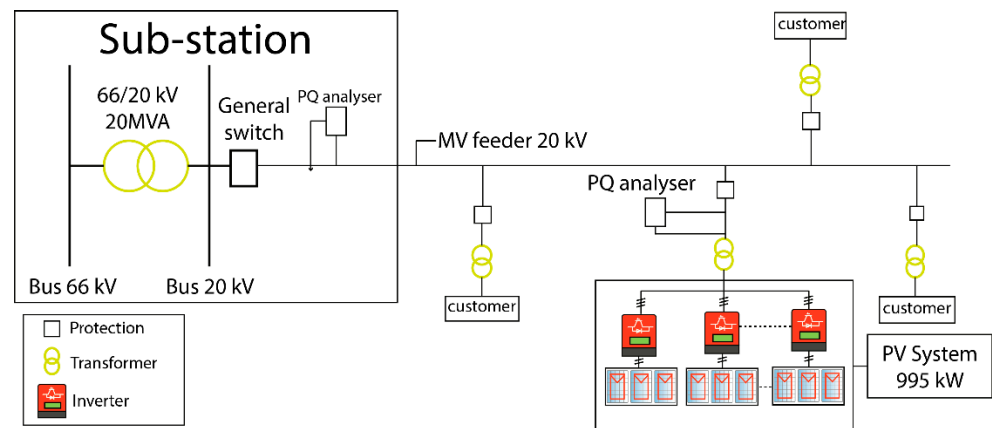 Sub-station
66/20 kV
20MVA
General
switch
PQ analyser
Bus 66 kV
Bus 20 kV
MV feeder 20 kV
customer
PQ analyser
customer
customer
PV System
995 kW
Protection
Transformer
Inverter